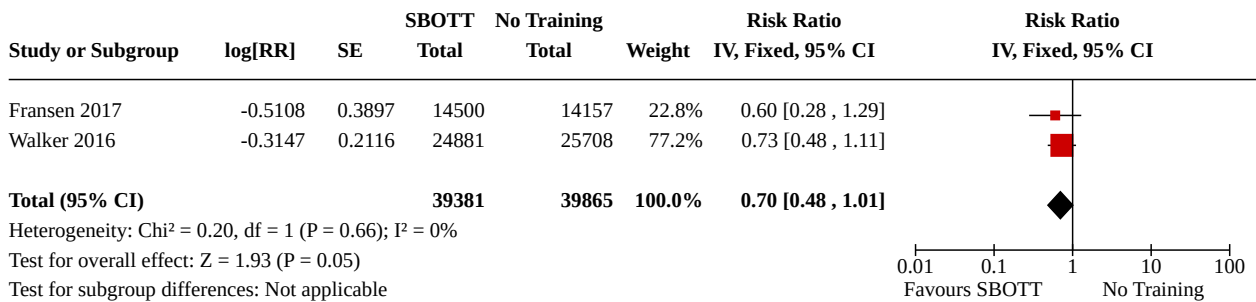 SBOTT No Training Risk Ratio Risk Ratio
Study or Subgroup log[RR] SE Total Total Weight IV, Fixed, 95% CI IV, Fixed, 95% CI
Fransen 2017 -0.5108 0.3897 14500 14157 22.8% 0.60 [0.28 , 1.29]
Walker 2016 -0.3147 0.2116 24881 25708 77.2% 0.73 [0.48 , 1.11]
Total (95% CI) 39381 39865 100.0% 0.70 [0.48 , 1.01]
Heterogeneity: Chi² = 0.20, df = 1 (P = 0.66); I² = 0%
Test for overall effect: Z = 1.93 (P = 0.05)
Test for subgroup differences: Not applicable
0.01 0.1 1 10 100
Favours SBOTT No Training